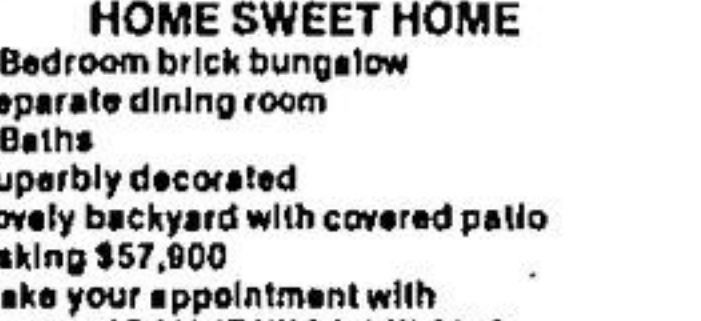 HOME SWEET HOME
Bedroom brick bungalow
eparate dining room
Baths
uperbly decorated
ovely backyard with covered patio
sking $57,900
ake your appointment with